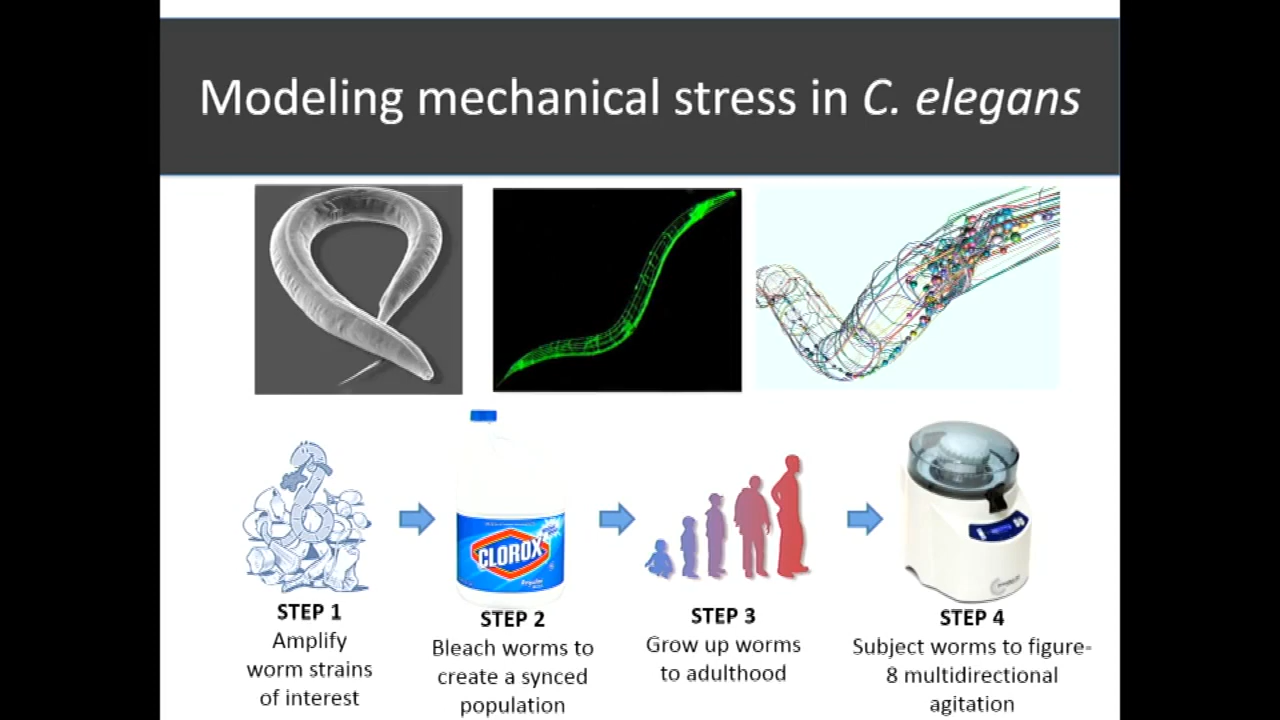 Modeling mechanical stress in C. elegans
CLOROX
Regular
STEP 1
Amplify
worm strains
of interest
STEP 2
Bleach worms to
create a synced
population
STEP 3
Grow up worms
to adulthood
STEP 4
Subject worms to figure-
8 multidirectional
agitation